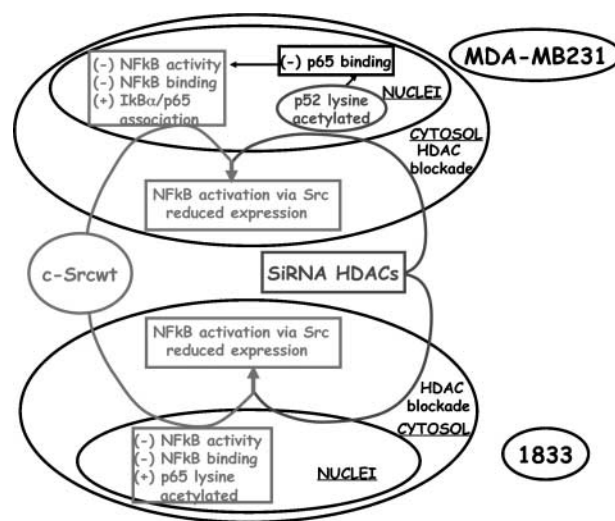 MDA-MB231
(-) NFkB activity
(-) NFkB binding
(+) IkBα/p65
association
(-) p65 binding
p52 lysine
acetylated
NUCLEI
CYTOSOL
HDAC
blockade
NFkB activation via Src
reduced expression
c-Srcwt
SiRNA HDACs
NFkB activation via Src
reduced expression
HDAC
blockade
CYTOSOL
(-) NFkB activity
(-) NFkB binding
(+) p65 lysine
acetylated
NUCLEI
1833